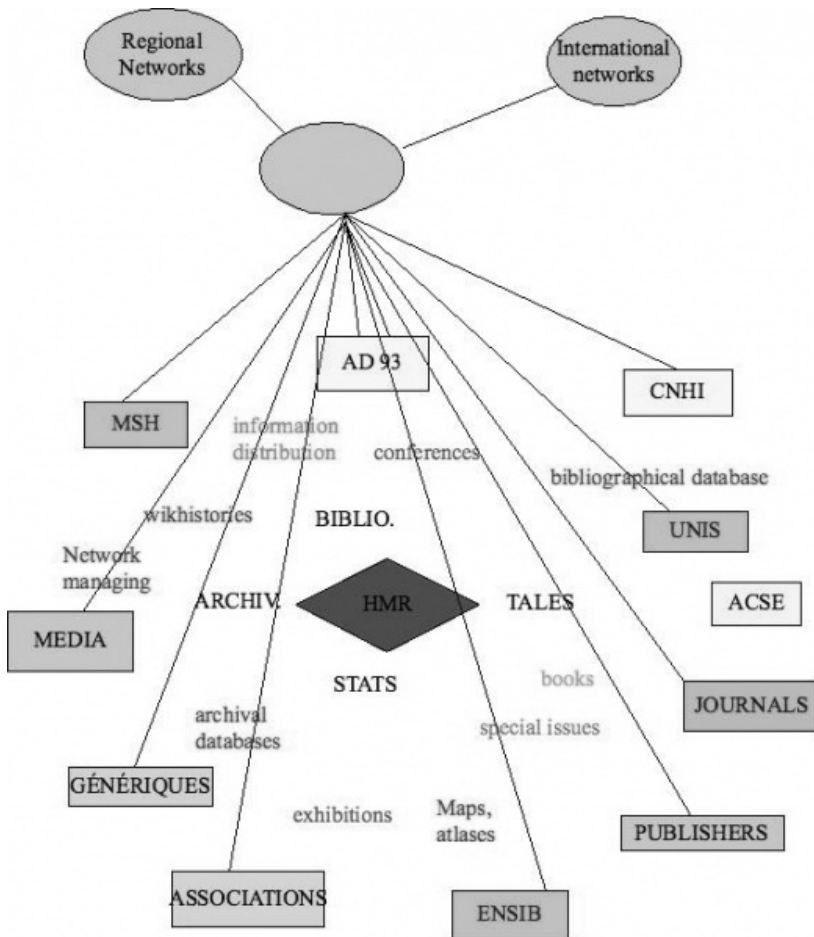 Regional
Networks
International
networks
AD 93
CNHI
MSH
information
distribution
conferences
bibliographical database
wikhistories
BIBLIO.
UNIS
Network
managing
ARCHIV.
HMR
TALES
ACSE
MEDIA
STATS
books
JOURNALS
archival
databases
special issues
GÉNÉRIQUES
exhibitions
Maps,
atlases
PUBLISHERS
ASSOCIATIONS
ENSIB